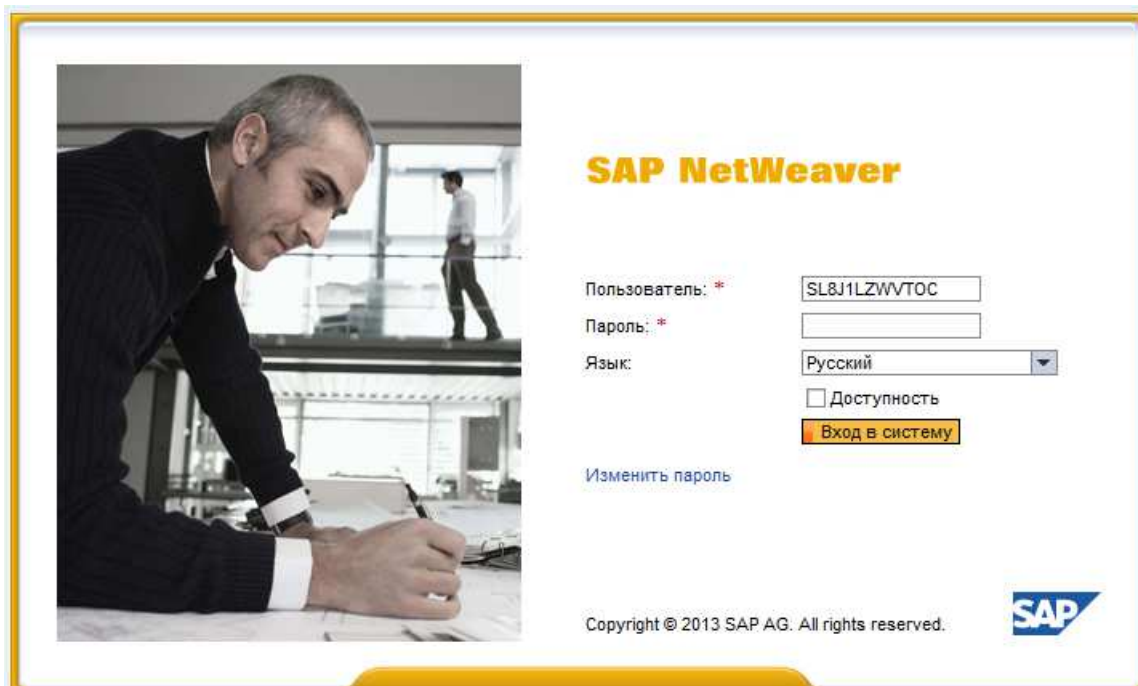 SAP NetWeaver
Пользователь: * SL8J1LZWVTOC
Пароль: *
Язык: Русский
Доступность
Вход в систему
Изменить пароль
Copyright © 2013 SAP AG. All rights reserved.
SAP